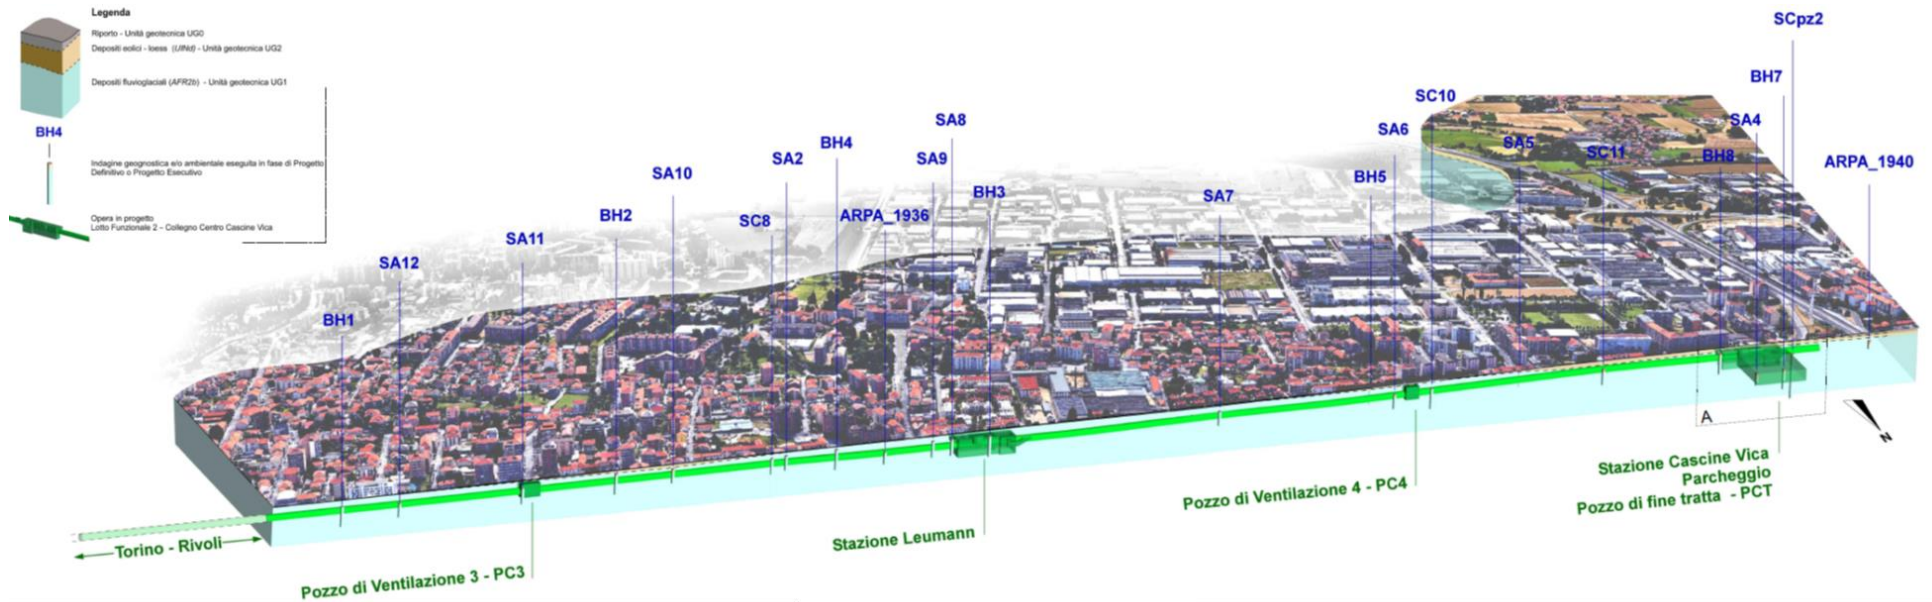 Legenda
Riporto - Unità geotecnica UG0
Depositi eolici - loess (UINd) - Unità geotecnica UG2
Depositi fluvioglaciali (AFR2b) - Unità geotecnica UG1
BH4
Indagine geognostica e/o ambientale eseguita in fase di Progetto
Definitivo o Progetto Esecutivo
Opera in progetto
Lotto Funzionale 2 – Collegno Centro Cascine Vica
BH1
SA12
SA11
BH2
SA10
SC8
SA2
BH4
ARPA_1936
SA9
SA8
BH3
SA7
BH5
SA6
SC10
SA5
SC11
BH8
SA4
BH7
SCpz2
ARPA_1940
A
N
Torino - Rivoli
Pozzo di Ventilazione 3 - PC3
Stazione Leumann
Pozzo di Ventilazione 4 - PC4
Stazione Cascine Vica
Parcheggio
Pozzo di fine tratta - PCT